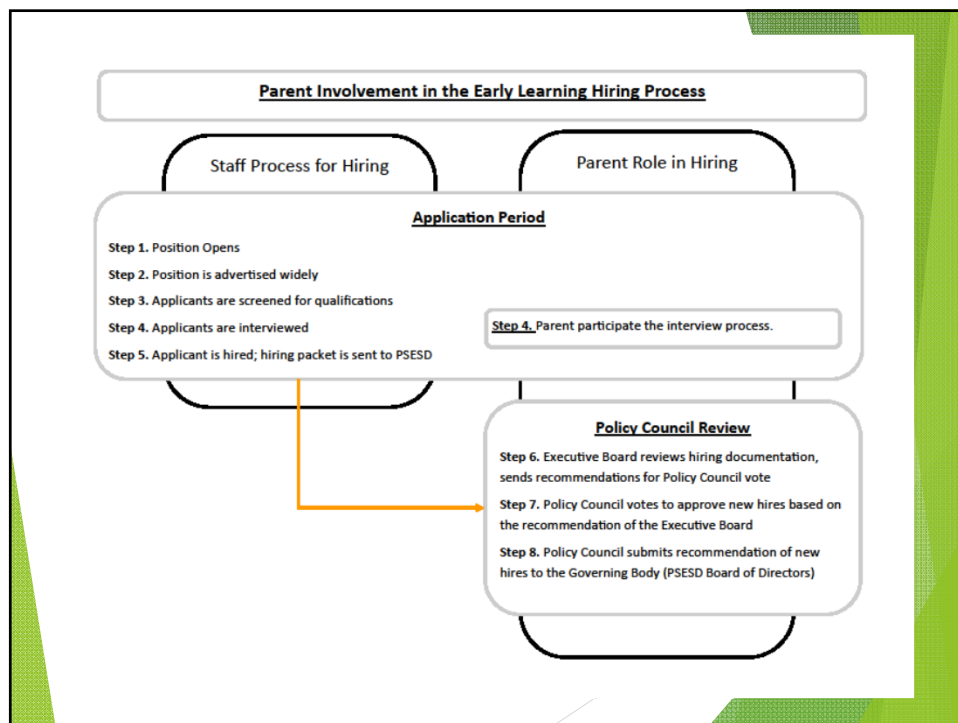 Parent Involvement in the Early Learning Hiring Process
Staff Process for Hiring
Parent Role in Hiring
Application Period
Step 1. Position Opens
Step 2. Position is advertised widely
Step 3. Applicants are screened for qualifications
Step 4. Applicants are interviewed
Step 4. Parent participate the interview process.
Step 5. Applicant is hired; hiring packet is sent to PSESD
Policy Council Review
Step 6. Executive Board reviews hiring documentation,
sends recommendations for Policy Council vote
Step 7. Policy Council votes to approve new hires based on
the recommendation of the Executive Board
Step 8. Policy Council submits recommendation of new
hires to the Governing Body (PSESD Board of Directors)